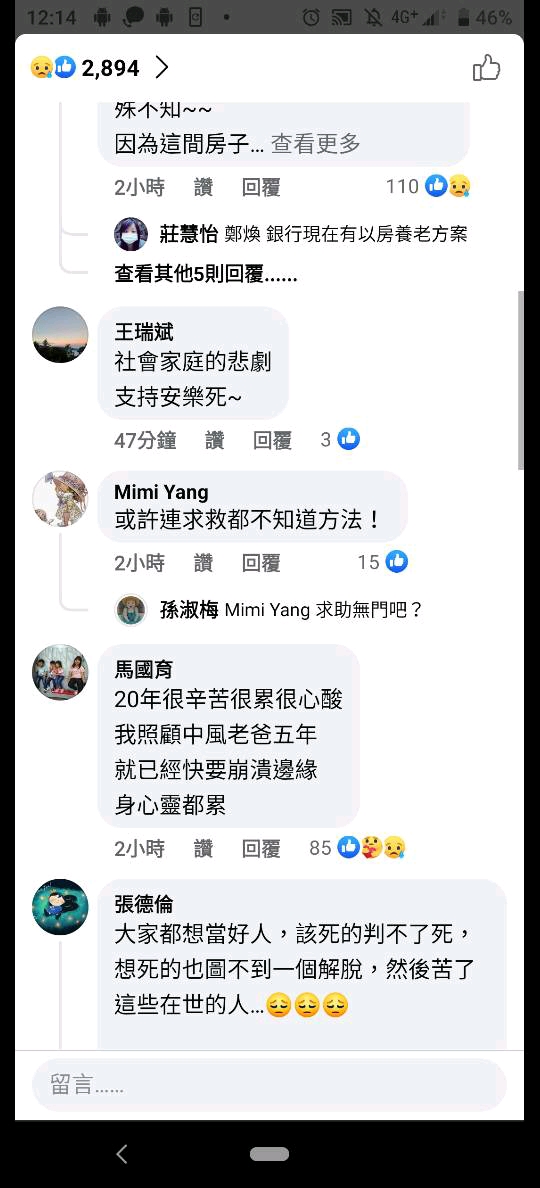 12:14 4G+ 46%
2,894
殊不知~~
因為這間房子... 查看更多
2小時 讚 回覆 110
莊慧怡 鄭煥 銀行現在有以房養老方案
查看其他5則回覆......
王瑞斌
社會家庭的悲劇
支持安樂死~
47分鐘 讚 回覆 3
Mimi Yang
或許連求救都不知道方法！
2小時 讚 回覆 15
孫淑梅 Mimi Yang 求助無門吧？
馬國育
20年很辛苦很累很心酸
我照顧中風老爸五年
就已經快要崩潰邊緣
身心靈都累
2小時 讚 回覆 85
張德倫
大家都想當好人，該死的判不了死，
想死的也圖不到一個解脫，然後苦了
這些在世的人...😔😔😔
留言......